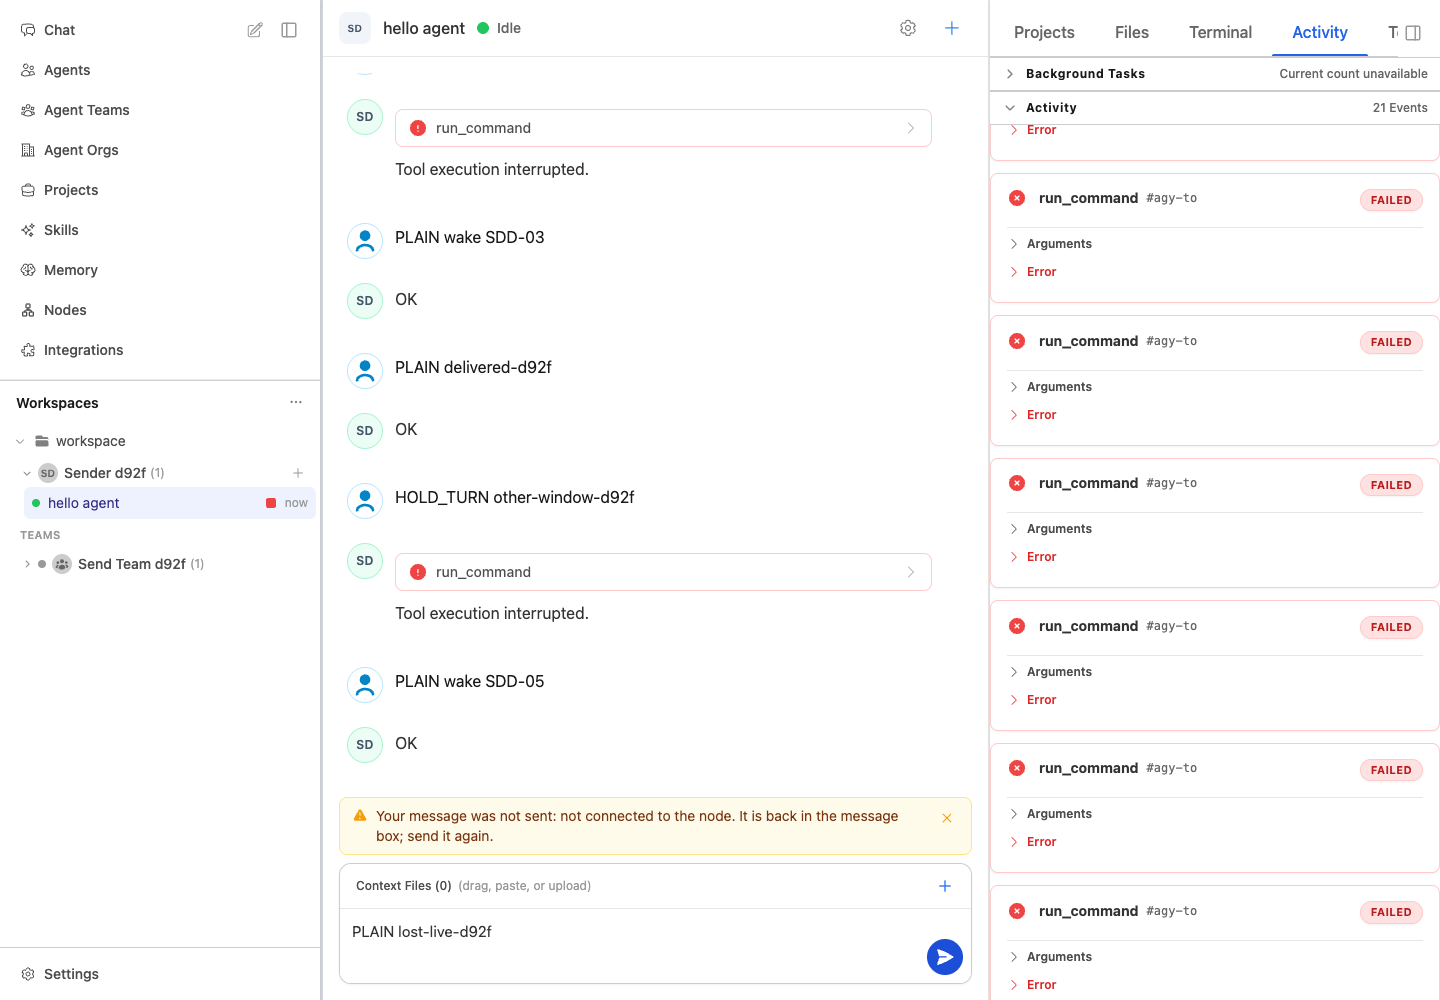 Chat
Agents
Agent Teams
Agent Orgs
Projects
Skills
Memory
Nodes
Integrations
Workspaces
workspace
SD Sender d92f (1)
hello agent now
TEAMS
Send Team d92f (1)
Settings
SD hello agent Idle
SD run_command
Tool execution interrupted.
PLAIN wake SDD-03
SD OK
PLAIN delivered-d92f
SD OK
HOLD_TURN other-window-d92f
SD run_command
Tool execution interrupted.
PLAIN wake SDD-05
SD OK
Your message was not sent: not connected to the node. It is back in the message
box; send it again.
Context Files (0) (drag, paste, or upload)
PLAIN lost-live-d92f
Projects Files Terminal Activity
Background Tasks Current count unavailable
Activity 21 Events
Error
run_command #agy-to FAILED
Arguments
Error
run_command #agy-to FAILED
Arguments
Error
run_command #agy-to FAILED
Arguments
Error
run_command #agy-to FAILED
Arguments
Error
run_command #agy-to FAILED
Arguments
Error
run_command #agy-to FAILED
Arguments
Error